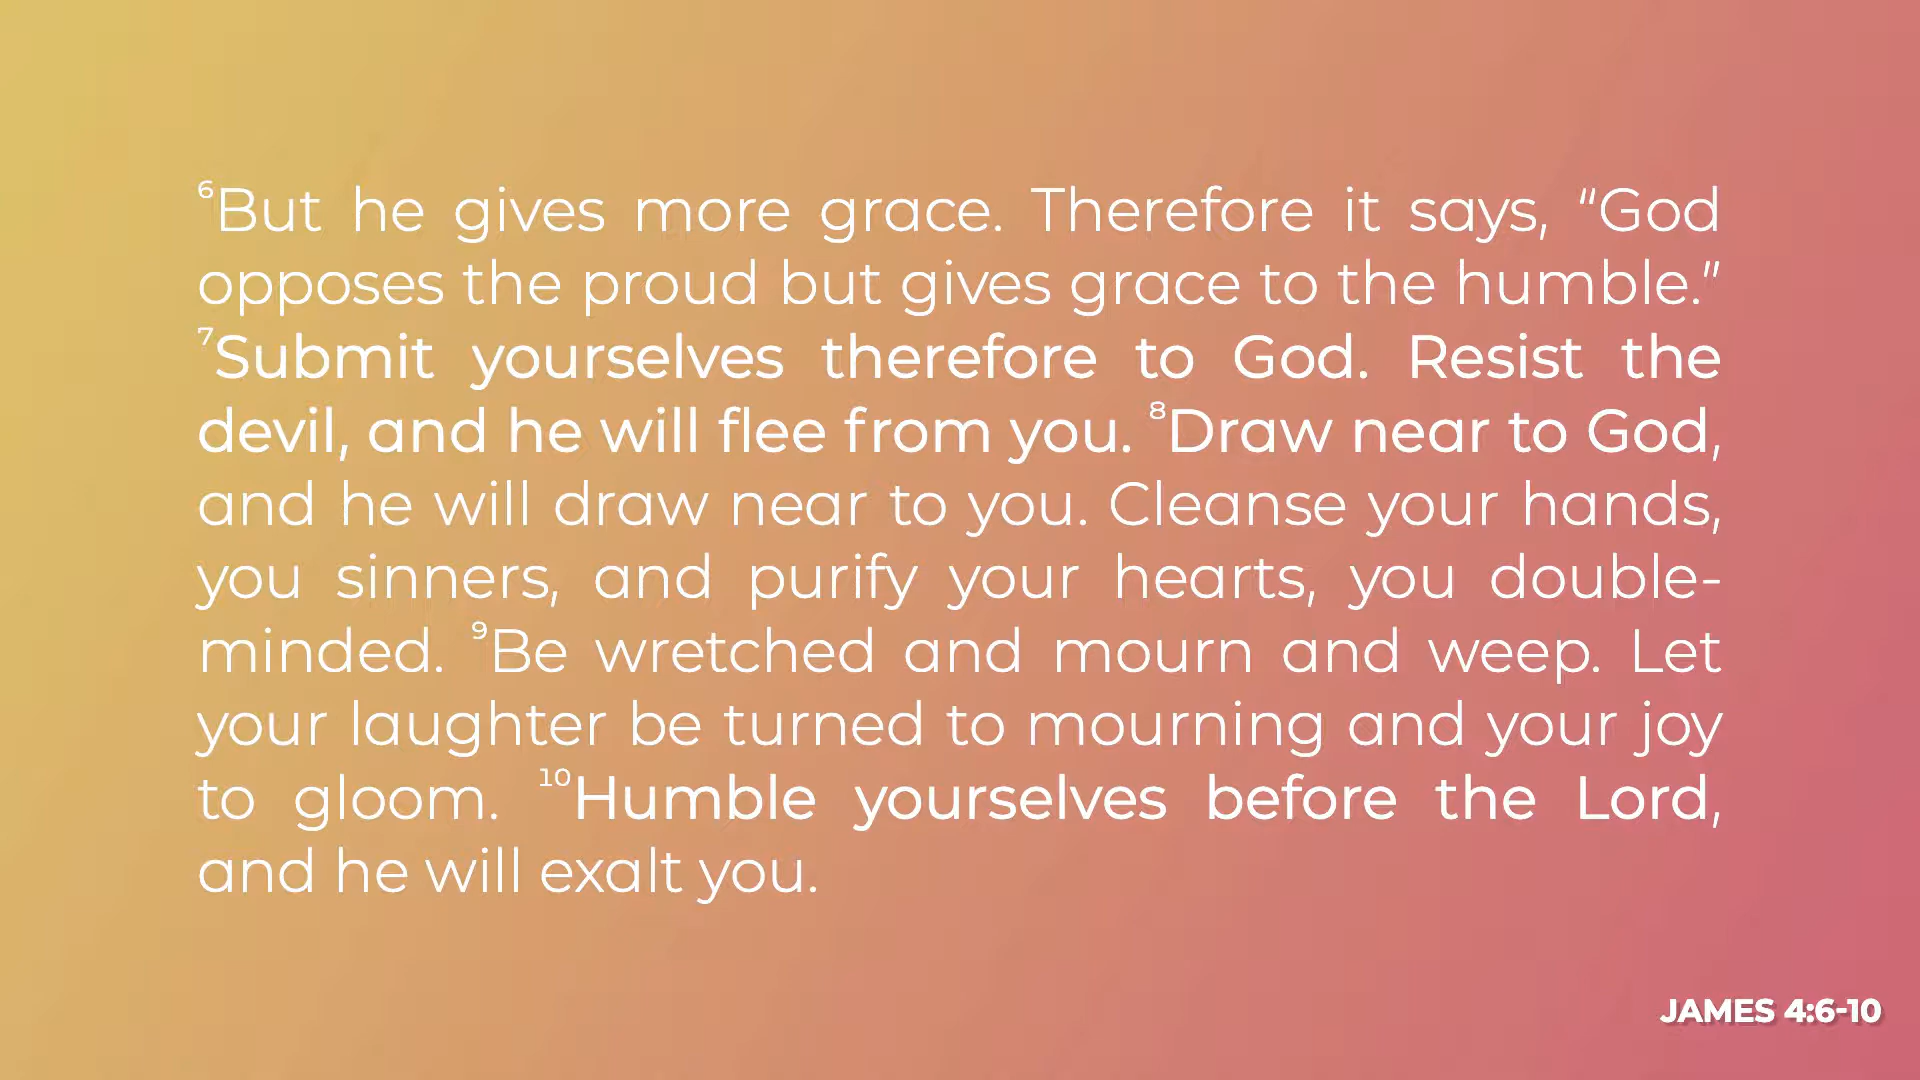 ⁶But he gives more grace. Therefore it says, “God
opposes the proud but gives grace to the humble.”
⁷Submit yourselves therefore to God. Resist the
devil, and he will flee from you. ⁸Draw near to God,
and he will draw near to you. Cleanse your hands,
you sinners, and purify your hearts, you double-
minded. ⁹Be wretched and mourn and weep. Let
your laughter be turned to mourning and your joy
to gloom. ¹⁰Humble yourselves before the Lord,
and he will exalt you.
JAMES 4:6-10